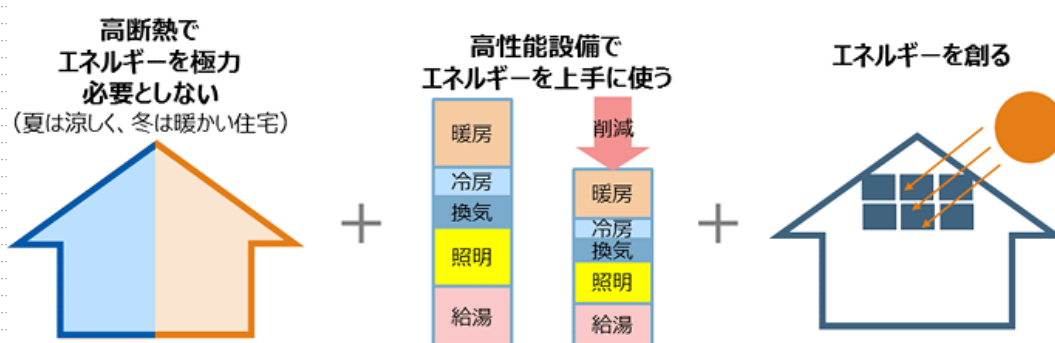 高断熱で
エネルギーを極力
必要としない
（夏は涼しく、冬は暖かい住宅）
高性能設備で
エネルギーを上手に使う
暖房
冷房
換気
照明
給湯
削減
暖房
冷房
換気
照明
給湯
エネルギーを創る
＋
＋